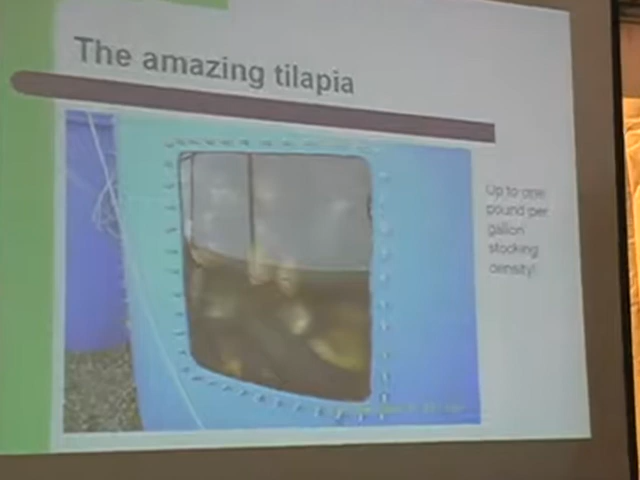 The amazing tilapia
Up to one
pound per
gallon
stocking
density!